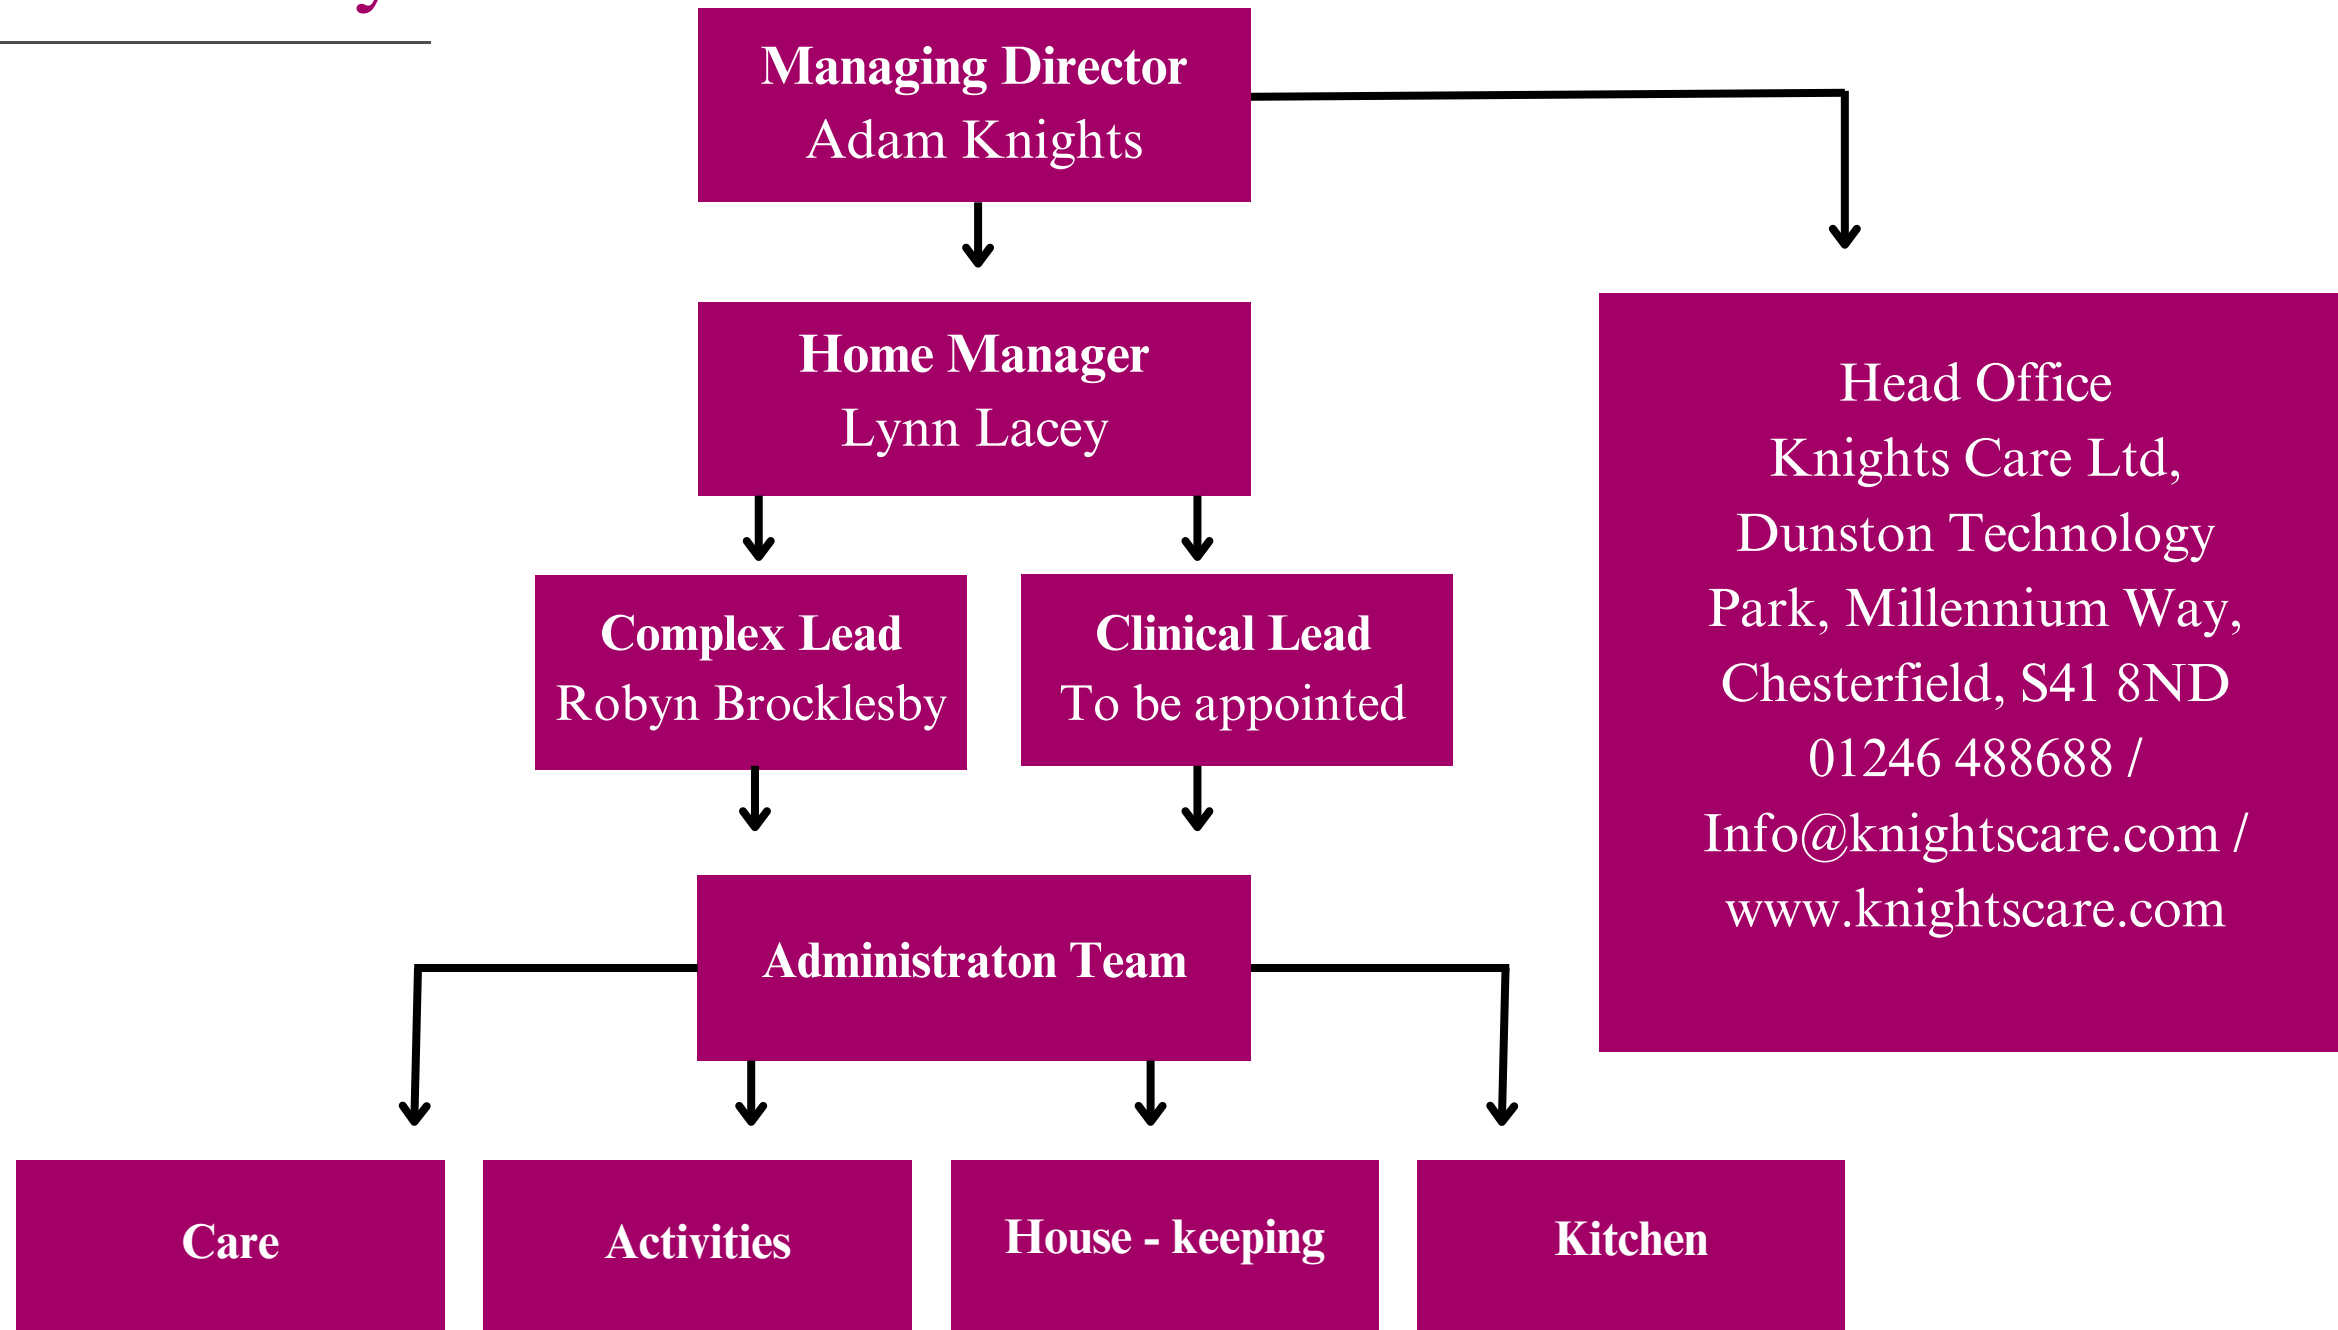 Managing Director
Adam Knights
Home Manager
Lynn Lacey
Complex Lead
Robyn Brocklesby
Clinical Lead
To be appointed
Administraton Team
Care
Activities
House - keeping
Kitchen
Head Office
Knights Care Ltd,
Dunston Technology
Park, Millennium Way,
Chesterfield, S41 8ND
01246 488688 /
Info@knightscare.com /
www.knightscare.com